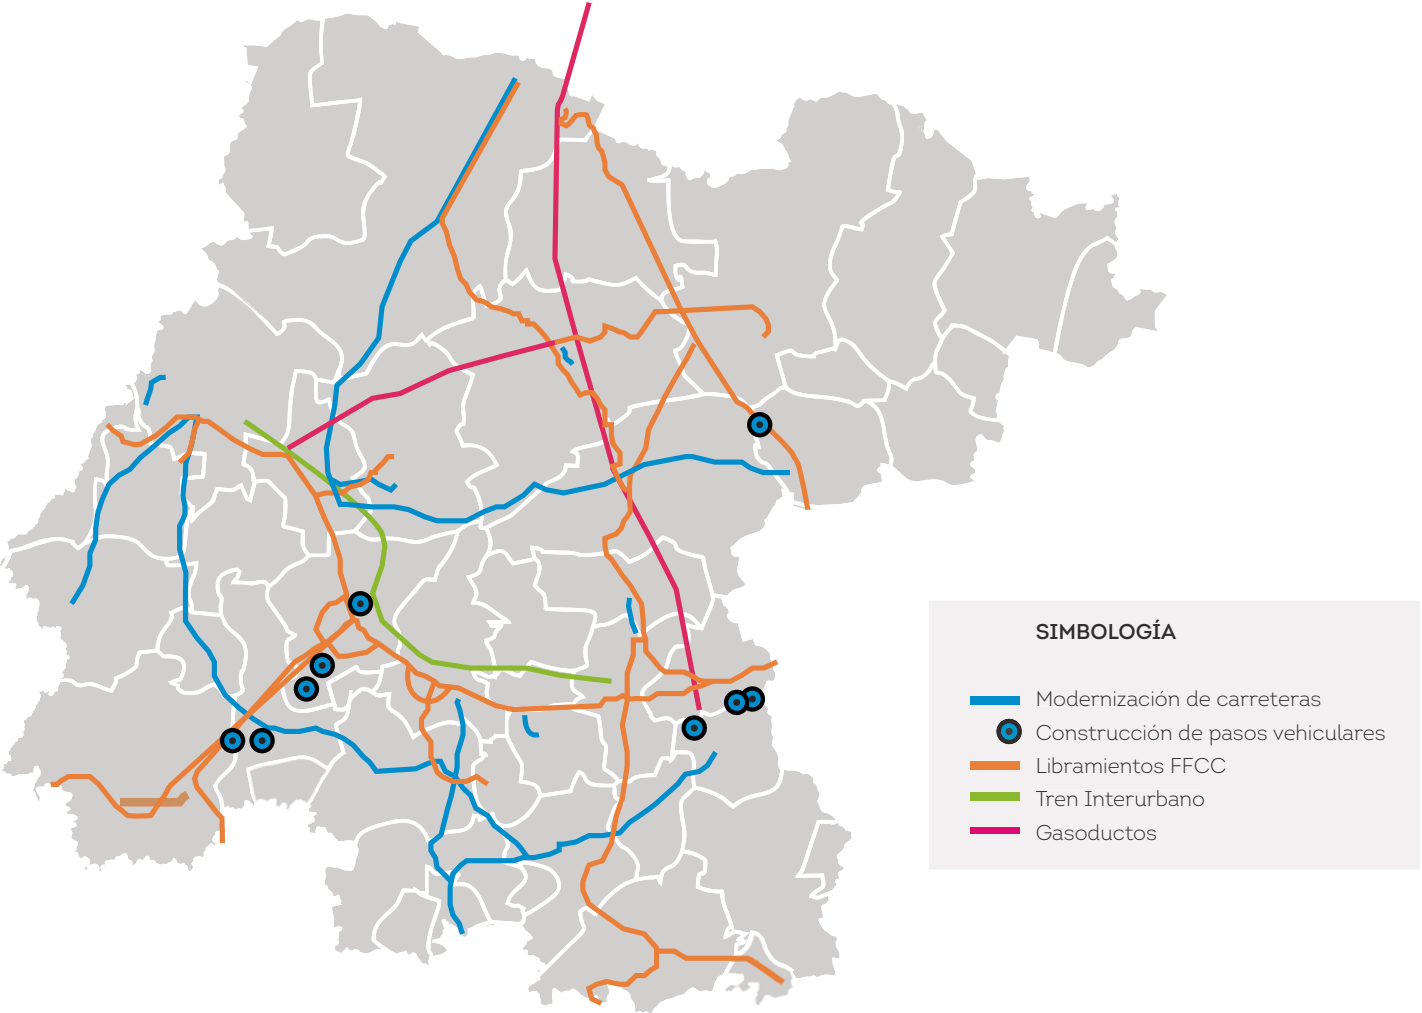 SIMBOLOGÍA
Modernización de carreteras
Construcción de pasos vehiculares
Libramientos FFCC
Tren Interurbano
Gasoductos